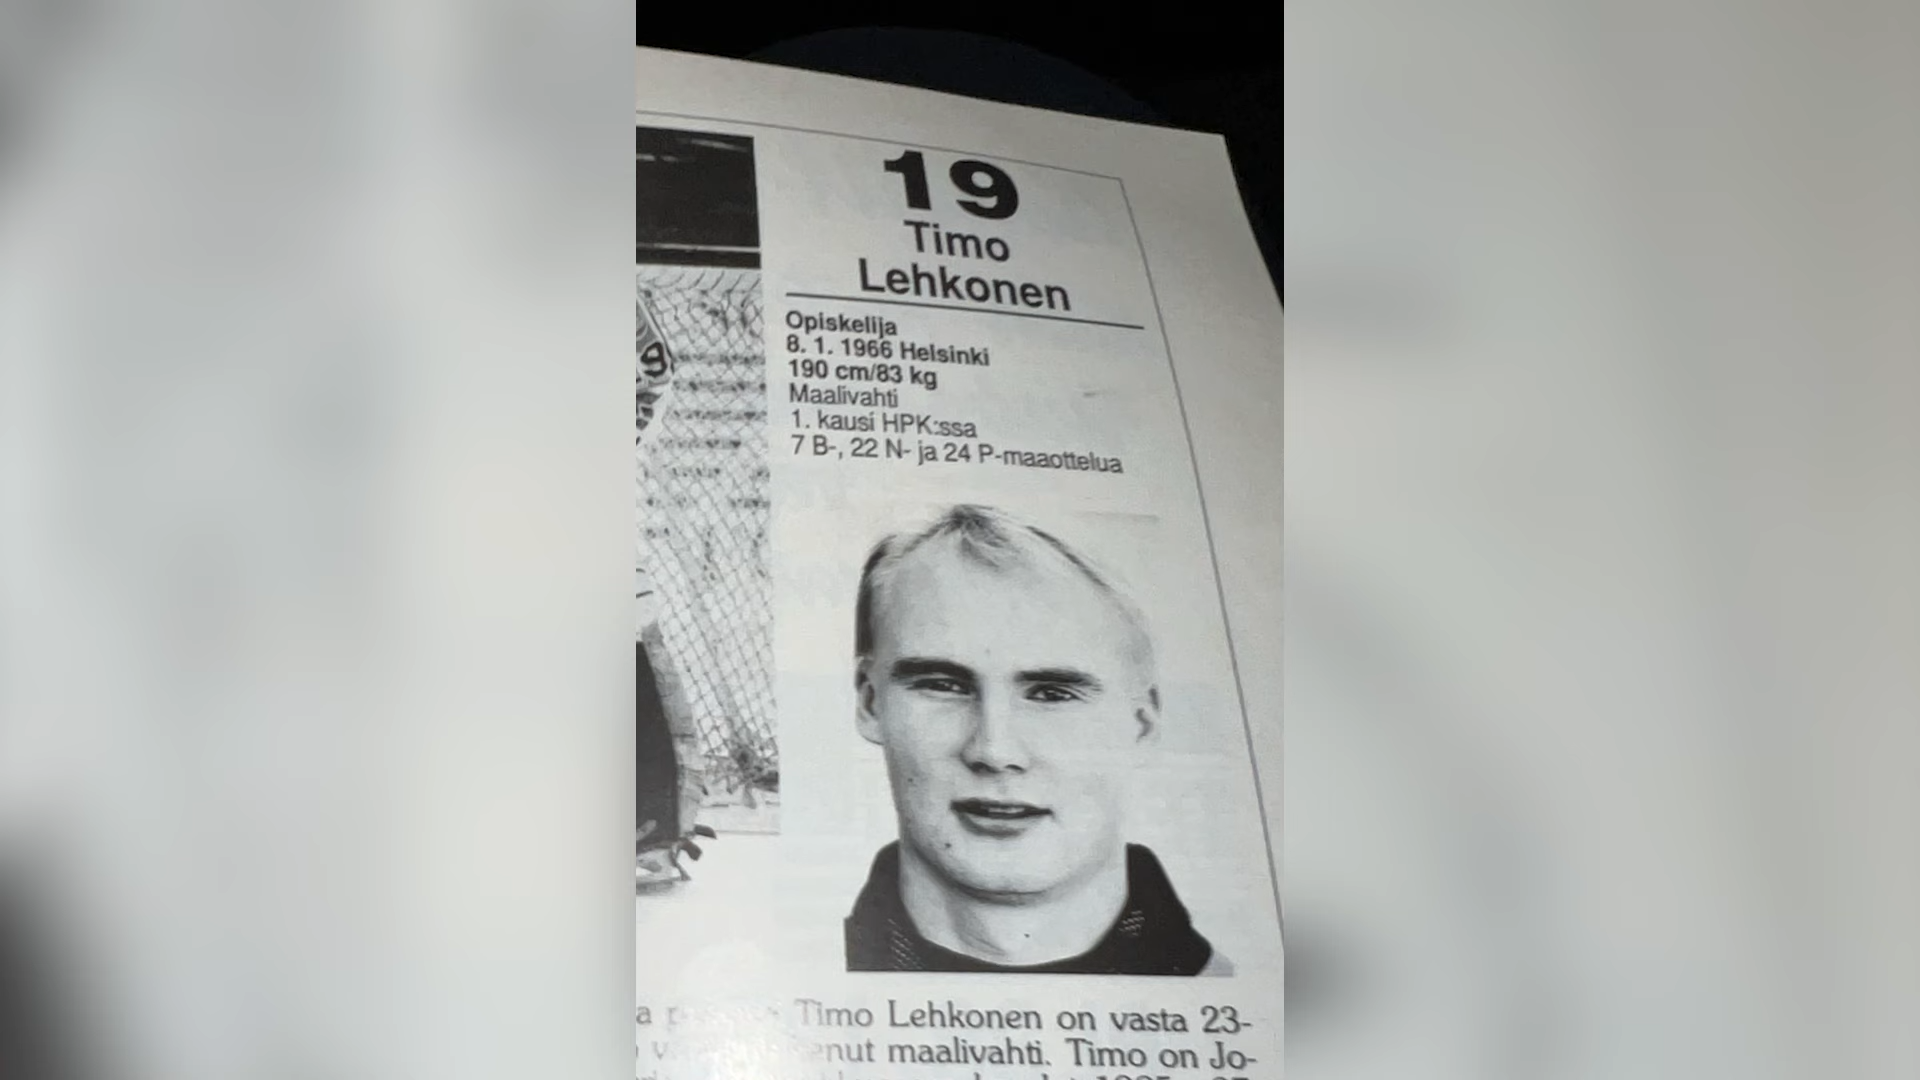 19
Timo
Lehkonen
Opiskelija
8. 1. 1966 Helsinki
190 cm/83 kg
Maalivahti
1. kausi HPK:ssa
7 B-, 22 N- ja 24 P-maaottelua
9
Timo Lehkonen on vasta 23-
maalivahti. Timo on Jo-